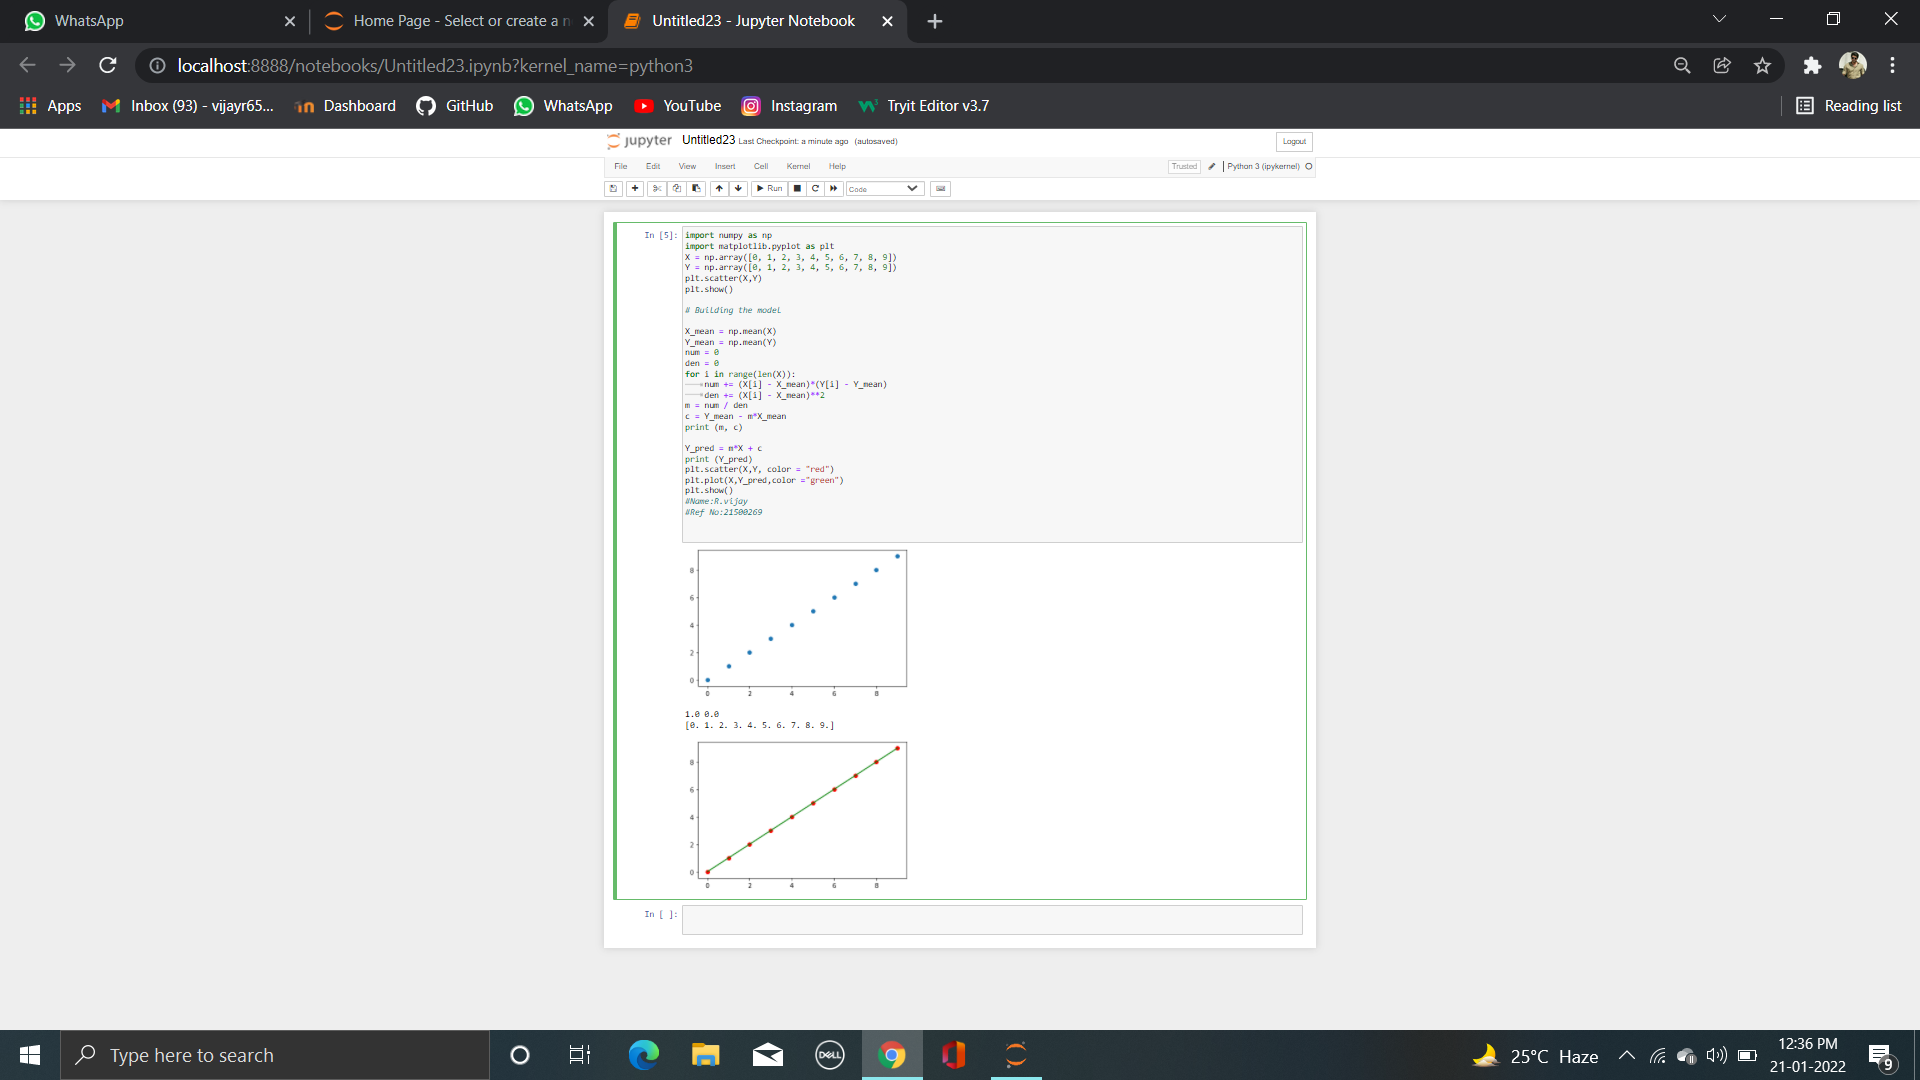 WhatsApp
Home Page - Select or create a n
Untitled23 - Jupyter Notebook
localhost:8888/notebooks/Untitled23.ipynb?kernel_name=python3
Apps
Inbox (93) - vijayr65...
Dashboard
GitHub
WhatsApp
YouTube
Instagram
Tryit Editor v3.7
Reading list
jupyter Untitled23 Last Checkpoint: a minute ago (autosaved)
Logout
File Edit View Insert Cell Kernel Help
Trusted
Python 3 (ipykernel)
Run
Code
In [5]:
import numpy as np
import matplotlib.pyplot as plt
X = np.array([0, 1, 2, 3, 4, 5, 6, 7, 8, 9])
Y = np.array([0, 1, 2, 3, 4, 5, 6, 7, 8, 9])
plt.scatter(X,Y)
plt.show()
# Building the model
X_mean = np.mean(X)
Y_mean = np.mean(Y)
num = 0
den = 0
for i in range(len(X)):
num += (X[i] - X_mean)*(Y[i] - Y_mean)
den += (X[i] - X_mean)**2
m = num / den
c = Y_mean - m*X_mean
print (m, c)
Y_pred = m*X + c
print (Y_pred)
plt.scatter(X,Y, color = "red")
plt.plot(X,Y_pred,color ="green")
plt.show()
#Name:R.vijay
#Ref No:21500269
8
6
4
2
0
0 2 4 6 8
1.0 0.0
[0. 1. 2. 3. 4. 5. 6. 7. 8. 9.]
8
6
4
2
0
0 2 4 6 8
In [ ]:
Type here to search
DELL
25°C Haze
12:36 PM
21-01-2022
9